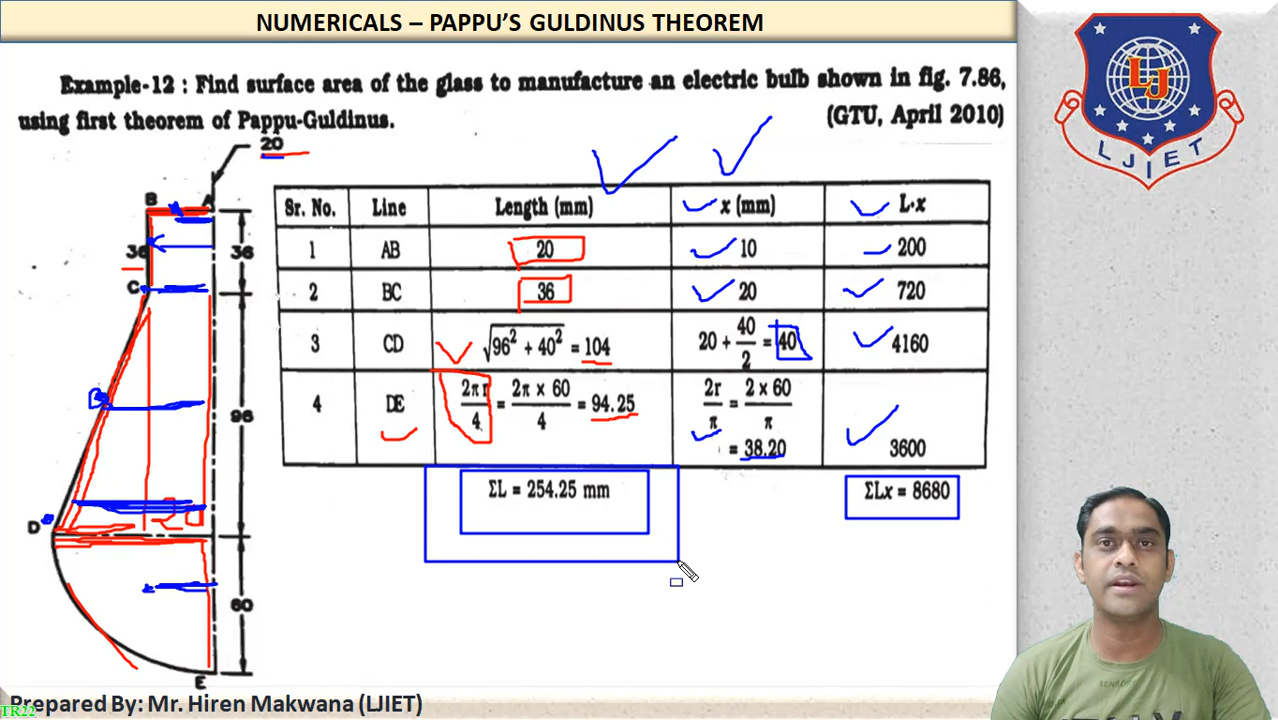 NUMERICALS – PAPPU'S GULDINUS THEOREM
Example-12 : Find surface area of the glass to manufacture an electric bulb shown in fig. 7.86,
using first theorem of Pappu-Guldinus. (GTU, April 2010)
20
B A
36 36
C
96
D
60
E
Sr. No. Line Length (mm) x (mm) L·x
1 AB 20 10 200
2 BC 36 20 720
3 CD √96² + 40² = 104 20 + 40/2 = 40 4160
4 DE 2πr/4 = 2π × 60/4 = 94.25 2r/π = 2 × 60/π
= 38.20 3600
ΣL = 254.25 mm ΣLx = 8680
LJ
LJIET
SENSORY
Prepared By: Mr. Hiren Makwana (LJIET)
TR22